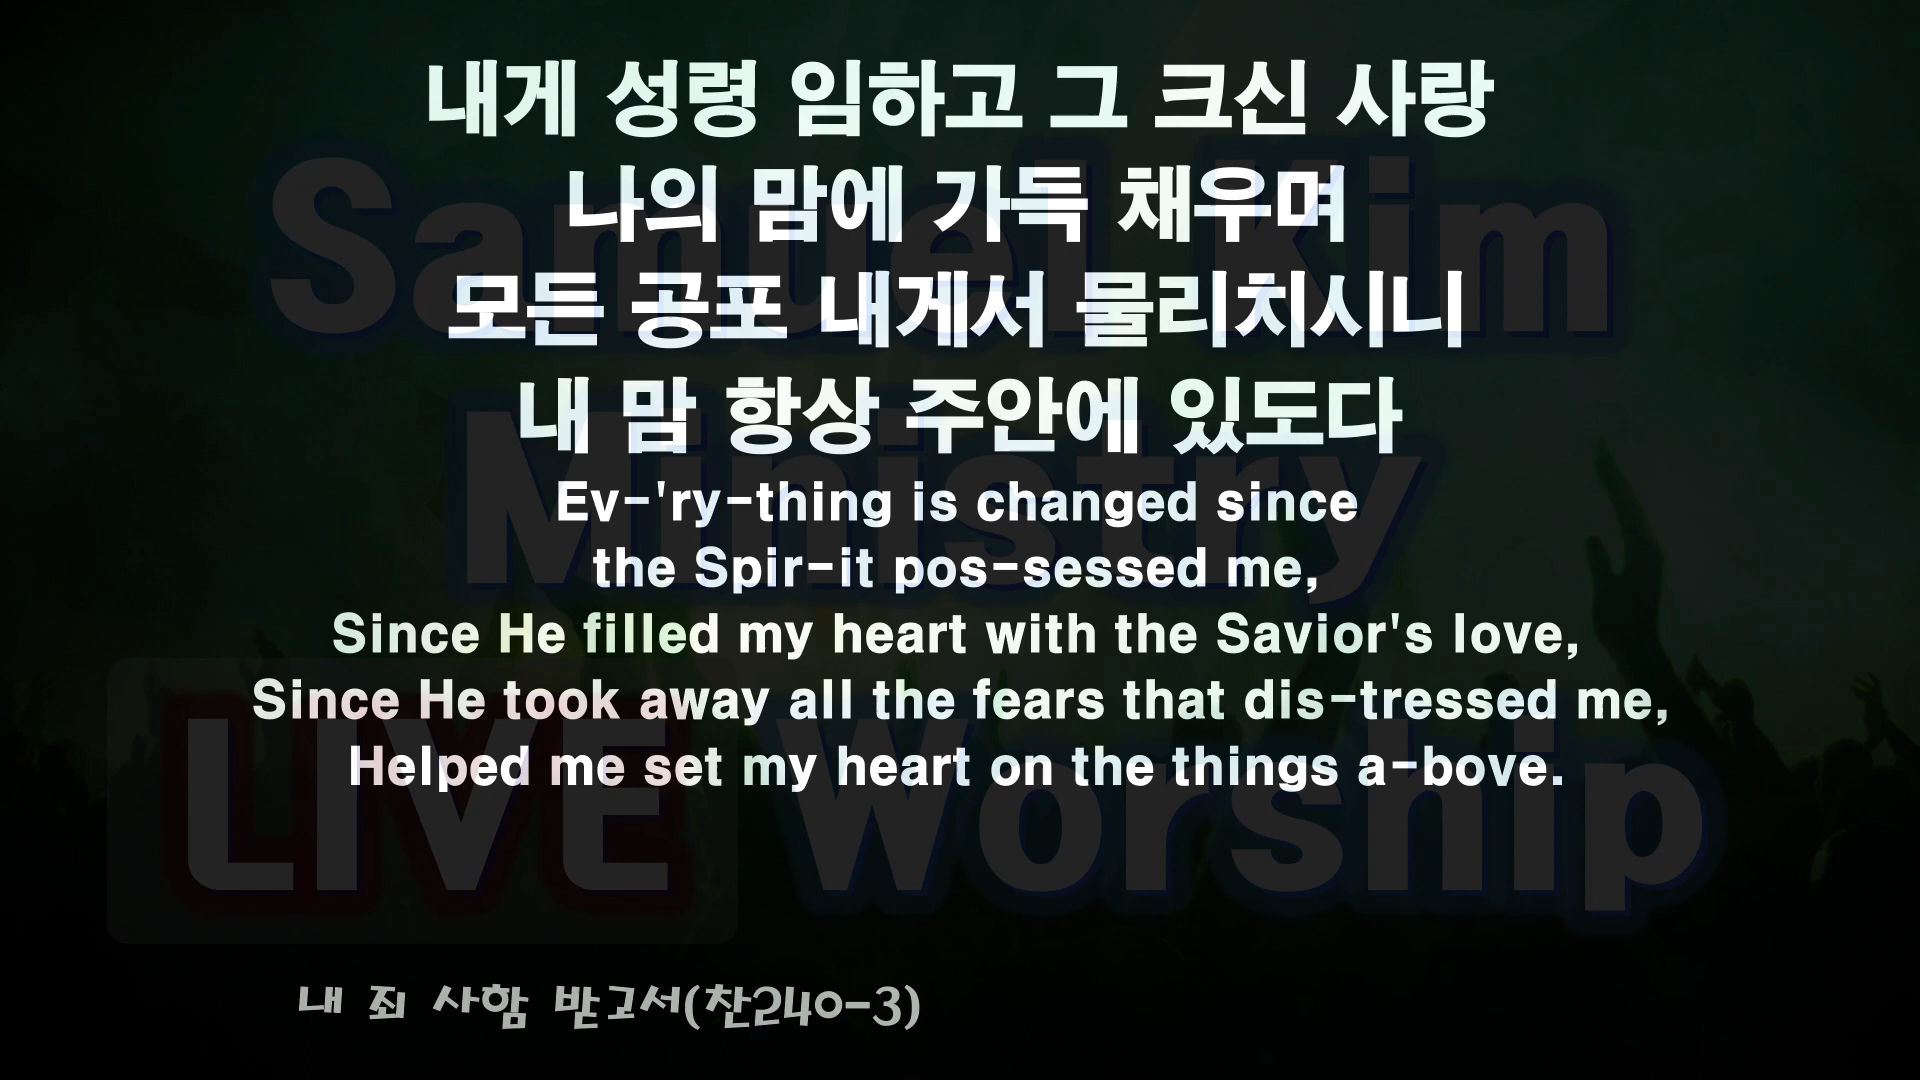 내게 성령 임하고 그 크신 사랑
나의 맘에 가득 채우며
모든 공포 내게서 물리치시니
내 맘 항상 주안에 있도다
Ev-'ry-thing is changed since
the Spir-it pos-sessed me,
Since He filled my heart with the Savior's love,
Since He took away all the fears that dis-tressed me,
Helped me set my heart on the things a-bove.
Samuel Kim
Ministry
LIVE Worship
내 죄 사함 받고서(찬240-3)